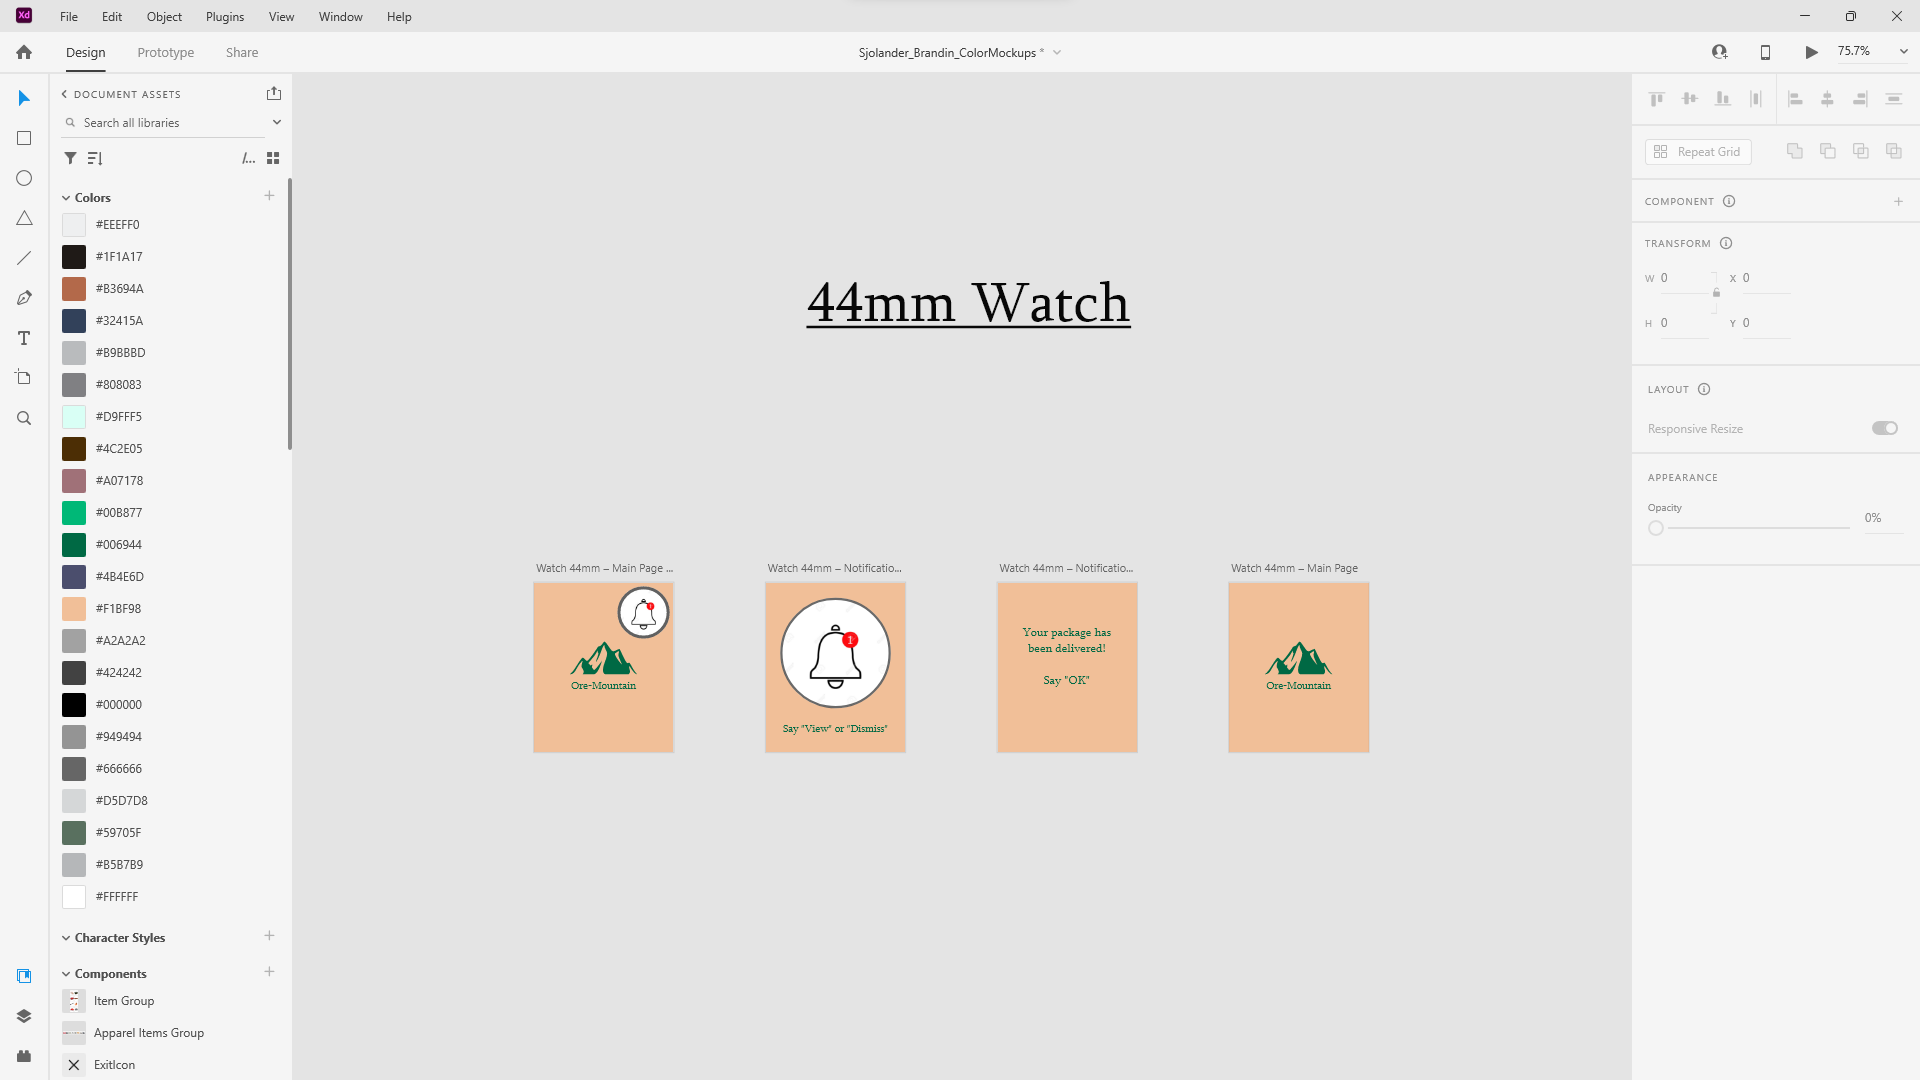 Xd File Edit Object Plugins View Window Help
Design Prototype Share
Sjolander_Brandin_ColorMockups *
75.7%
DOCUMENT ASSETS
Search all libraries
/...
Colors
#EEEFF0
#1F1A17
#B3694A
#32415A
#B9BBBD
#808083
#D9FFF5
#4C2E05
#A07178
#00B877
#006944
#4B4E6D
#F1BF98
#A2A2A2
#424242
#000000
#949494
#666666
#D5D7D8
#59705F
#B5B7B9
#FFFFFF
Character Styles
Components
Item Group
Apparel Items Group
ExitIcon
44mm Watch
Watch 44mm – Main Page ...
1
Ore-Mountain
Watch 44mm – Notificatio...
1
Say "View" or "Dismiss"
Watch 44mm – Notificatio...
Your package has
been delivered!
Say "OK"
Watch 44mm – Main Page
Ore-Mountain
Repeat Grid
COMPONENT
TRANSFORM
W 0 X 0
H 0 Y 0
LAYOUT
Responsive Resize
APPEARANCE
Opacity
0%